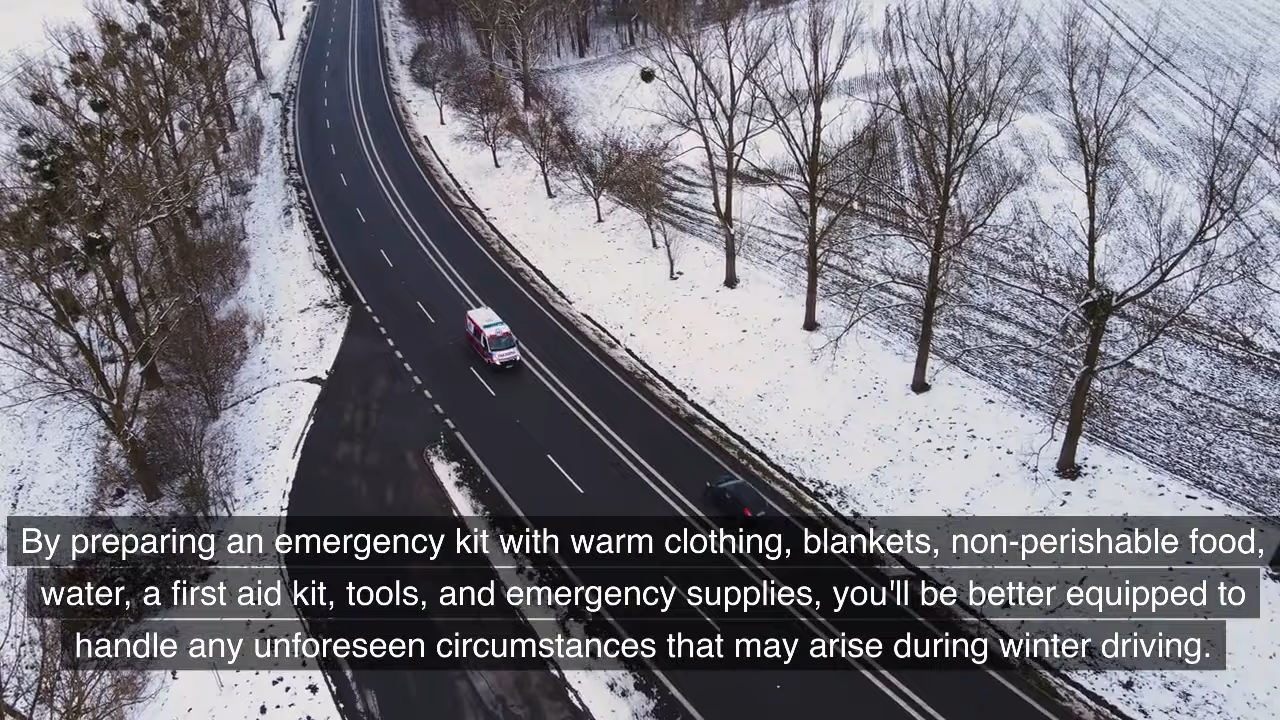 By preparing an emergency kit with warm clothing, blankets, non-perishable food,
water, a first aid kit, tools, and emergency supplies, you'll be better equipped to
handle any unforeseen circumstances that may arise during winter driving.